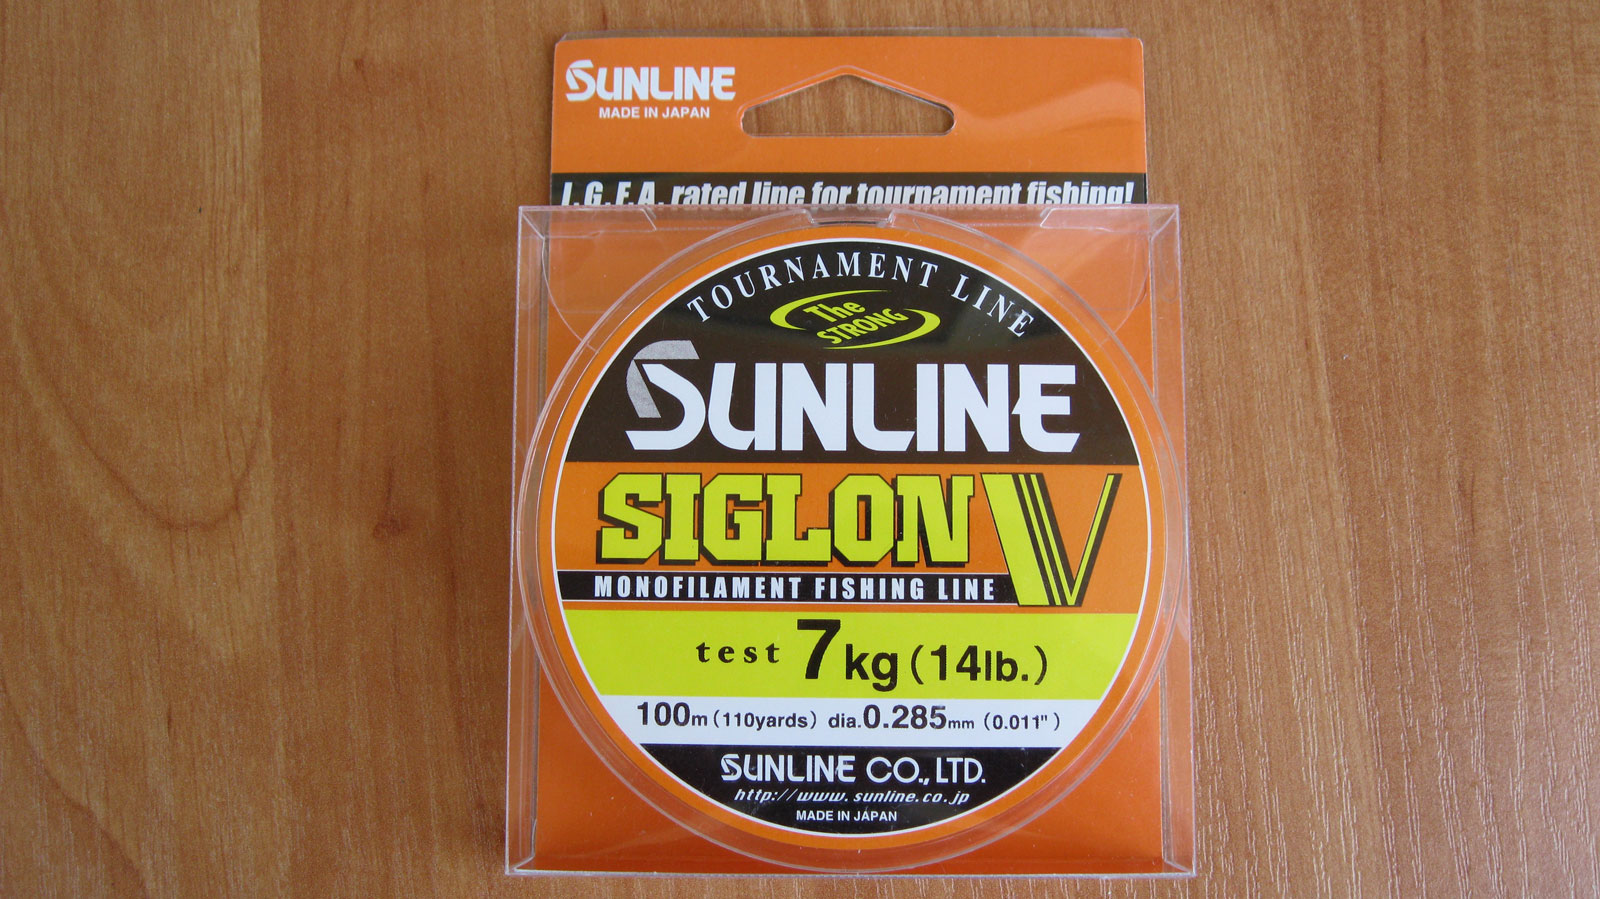 SUNLINE
MADE IN JAPAN
I.G.F.A. rated line for tournament fishing!
TOURNAMENT LINE
The
STRONG
SUNLINE
SIGLON V
MONOFILAMENT FISHING LINE
test 7kg (14lb.)
100m (110yards) dia.0.285mm (0.011")
SUNLINE CO., LTD.
http://www.sunline.co.jp
MADE IN JAPAN